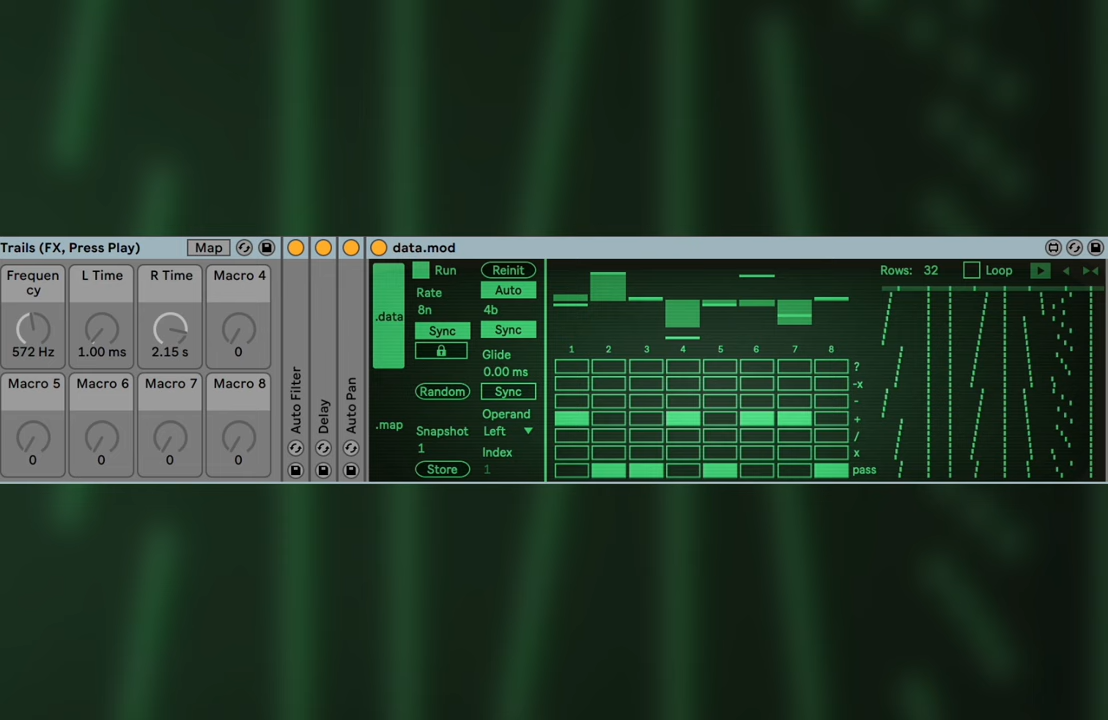 Trails (FX, Press Play)
Map
Frequen
cy
572 Hz
L Time
1.00 ms
R Time
2.15 s
Macro 4
0
Macro 5
0
Macro 6
0
Macro 7
0
Macro 8
0
Auto Filter
Delay
Auto Pan
data.mod
.data
.map
Run
Rate
8n
Sync
Random
Snapshot
1
Store
Reinit
Auto
4b
Sync
Glide
0.00 ms
Sync
Operand
Left
Index
1
1 2 3 4 5 6 7 8
?
-x
-
+
/
x
pass
Rows: 32
Loop